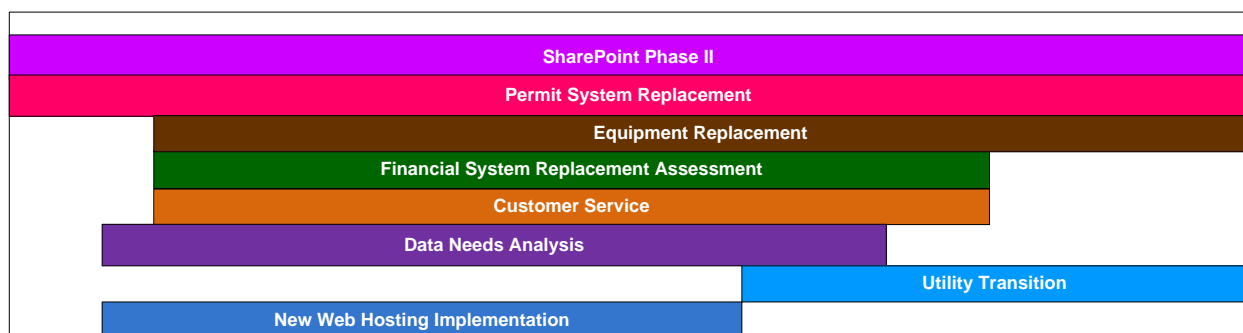 SharePoint Phase II
Permit System Replacement
Equipment Replacement
Financial System Replacement Assessment
Customer Service
Data Needs Analysis
Utility Transition
New Web Hosting Implementation